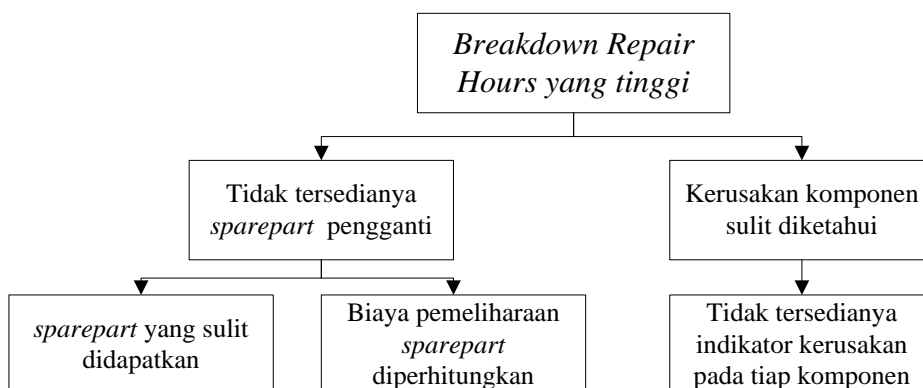 Breakdown Repair
Hours yang tinggi
Tidak tersedianya
sparepart pengganti
Kerusakan komponen
sulit diketahui
sparepart yang sulit
didapatkan
Biaya pemeliharaan
sparepart
diperhitungkan
Tidak tersedianya
indikator kerusakan
pada tiap komponen